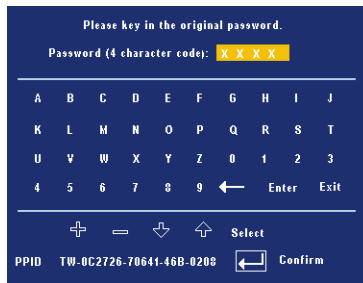 Please key in the original password.
Password (4 character code): X X X X
A B C D E F G H I J
K L M N O P Q R S T
U V W X Y Z 0 1 2 3
4 5 6 7 8 9 ← Enter Exit
Select
PPID TW-0C2726-70641-46B-0208 Confirm